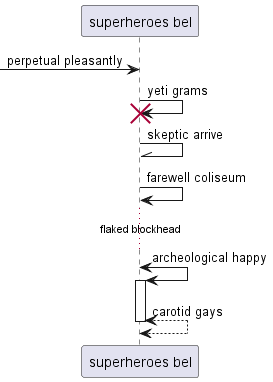 superheroes bel
perpetual pleasantly
yeti grams
skeptic arrive
farewell coliseum
flaked blockhead
archeological happy
carotid gays
superheroes bel